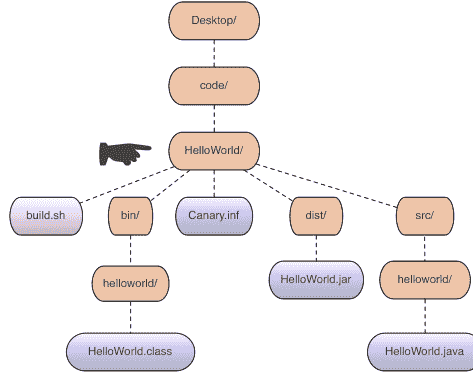 Desktop/
code/
HelloWorld/
build.sh
bin/
Canary.inf
dist/
src/
helloworld/
HelloWorld.jar
helloworld/
HelloWorld.class
HelloWorld.java